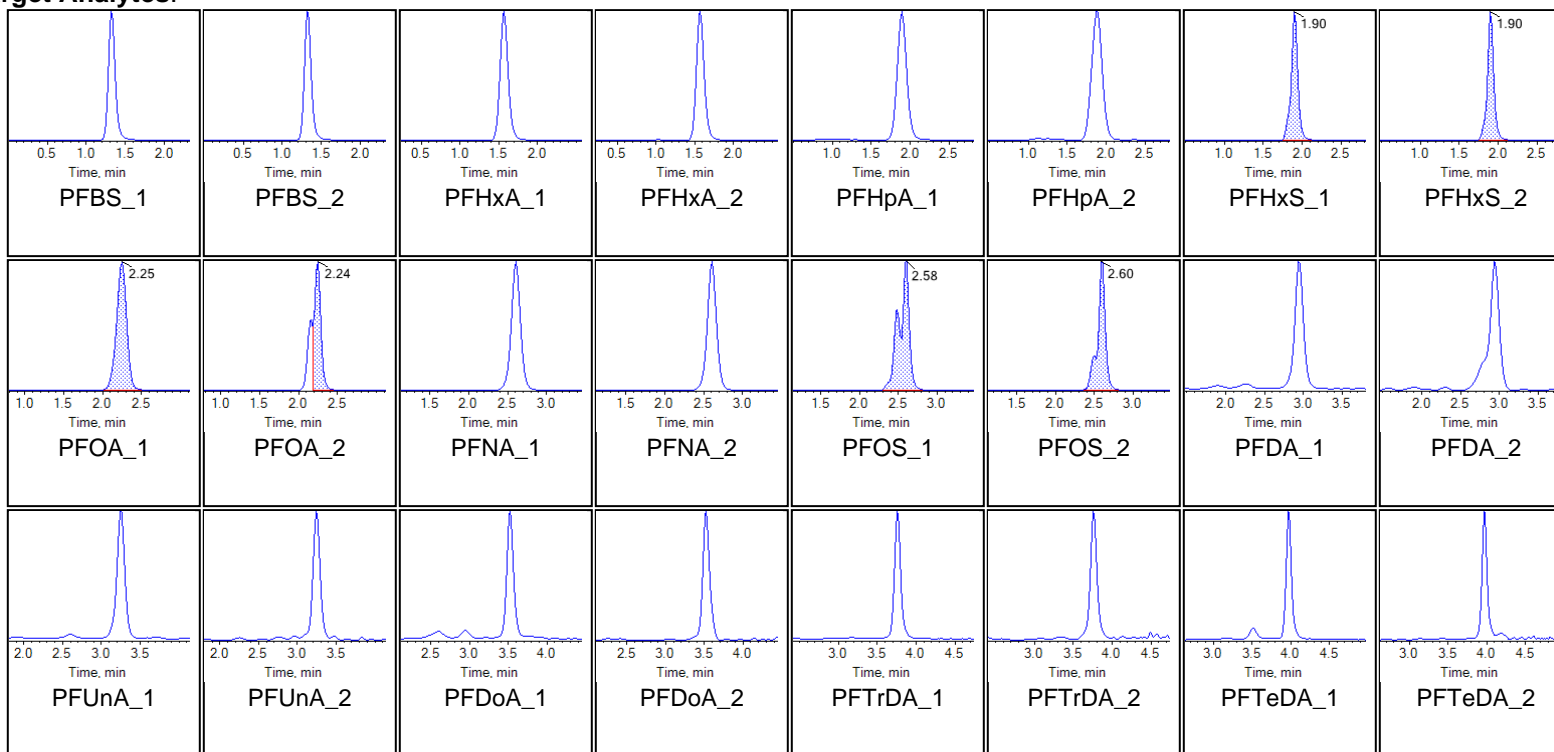 rget Analytes:
1.90 1.90
0.5 1.0 1.5 2.0 0.5 1.0 1.5 2.0 0.5 1.0 1.5 2.0 0.5 1.0 1.5 2.0 1.0 1.5 2.0 2.5 1.0 1.5 2.0 2.5 1.0 1.5 2.0 2.5 1.0 1.5 2.0 2.5
Time, min Time, min Time, min Time, min Time, min Time, min Time, min Time, min
PFBS_1 PFBS_2 PFHxA_1 PFHxA_2 PFHpA_1 PFHpA_2 PFHxS_1 PFHxS_2
2.25 2.24 2.58 2.60
1.0 1.5 2.0 2.5 1.0 1.5 2.0 2.5 1.5 2.0 2.5 3.0 1.5 2.0 2.5 3.0 1.5 2.0 2.5 3.0 1.5 2.0 2.5 3.0 2.0 2.5 3.0 3.5 2.0 2.5 3.0 3.5
Time, min Time, min Time, min Time, min Time, min Time, min Time, min Time, min
PFOA_1 PFOA_2 PFNA_1 PFNA_2 PFOS_1 PFOS_2 PFDA_1 PFDA_2
2.0 2.5 3.0 3.5 2.0 2.5 3.0 3.5 2.5 3.0 3.5 4.0 2.5 3.0 3.5 4.0 3.0 3.5 4.0 4.5 3.0 3.5 4.0 4.5 3.0 3.5 4.0 4.5 3.0 3.5 4.0 4.5
Time, min Time, min Time, min Time, min Time, min Time, min Time, min Time, min
PFUnA_1 PFUnA_2 PFDoA_1 PFDoA_2 PFTrDA_1 PFTrDA_2 PFTeDA_1 PFTeDA_2